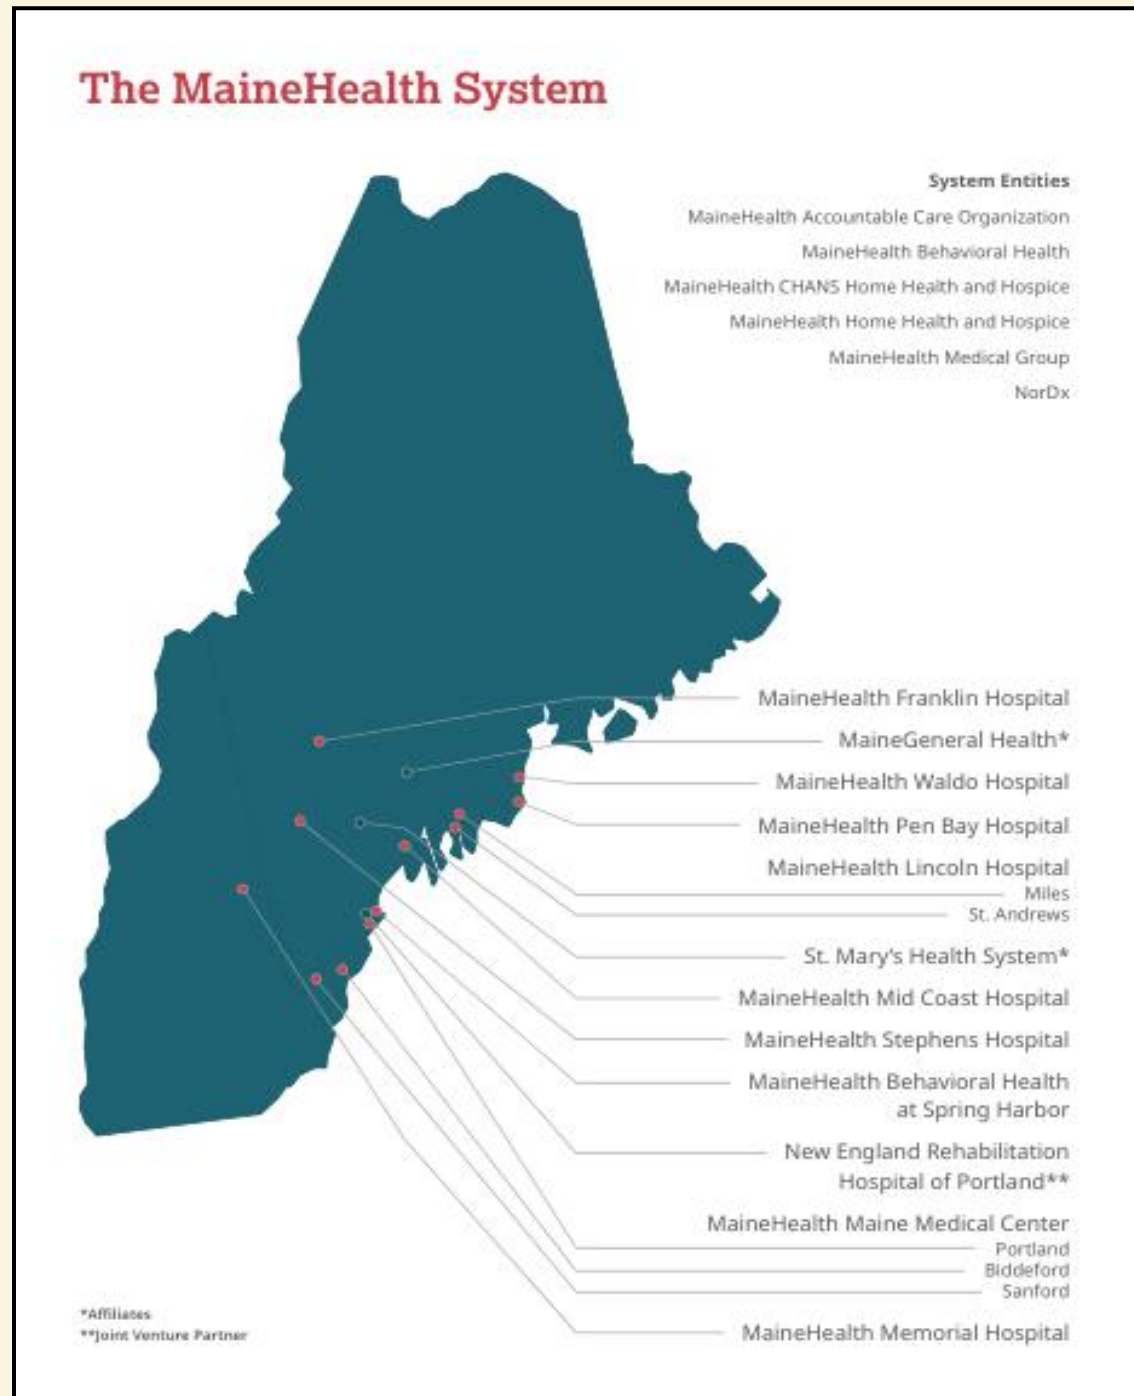 The MaineHealth System
System Entities
MaineHealth Accountable Care Organization
MaineHealth Behavioral Health
MaineHealth CHANS Home Health and Hospice
MaineHealth Home Health and Hospice
MaineHealth Medical Group
NorDx
MaineHealth Franklin Hospital
MaineGeneral Health*
MaineHealth Waldo Hospital
MaineHealth Pen Bay Hospital
MaineHealth Lincoln Hospital
Miles
St. Andrews
St. Mary's Health System*
MaineHealth Mid Coast Hospital
MaineHealth Stephens Hospital
MaineHealth Behavioral Health
at Spring Harbor
New England Rehabilitation
Hospital of Portland**
MaineHealth Maine Medical Center
Portland
Biddeford
Sanford
MaineHealth Memorial Hospital
*Affiliates
**Joint Venture Partner